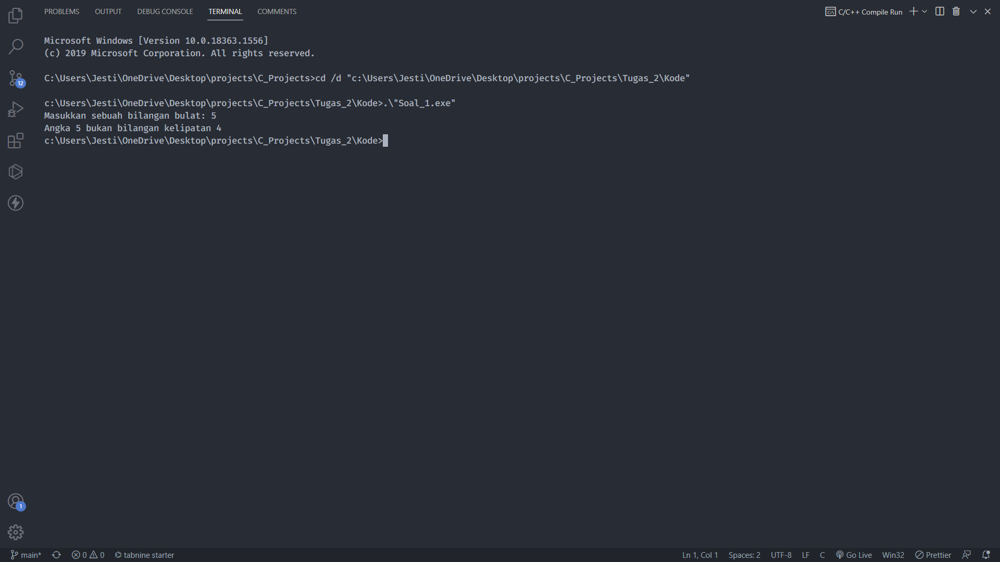 PROBLEMS OUTPUT DEBUG CONSOLE TERMINAL COMMENTS C/C++ Compile Run
Microsoft Windows [Version 10.0.18363.1556]
(c) 2019 Microsoft Corporation. All rights reserved.
C:\Users\Jesti\OneDrive\Desktop\projects\C_Projects>cd /d "c:\Users\Jesti\OneDrive\Desktop\projects\C_Projects\Tugas_2\Kode"
c:\Users\Jesti\OneDrive\Desktop\projects\C_Projects\Tugas_2\Kode>.\"Soal_1.exe"
Masukkan sebuah bilangan bulat: 5
Angka 5 bukan bilangan kelipatan 4
c:\Users\Jesti\OneDrive\Desktop\projects\C_Projects\Tugas_2\Kode>
12
1
main* 0 0 tabnine starter Ln 1, Col 1 Spaces: 2 UTF-8 LF C Go Live Win32 Prettier